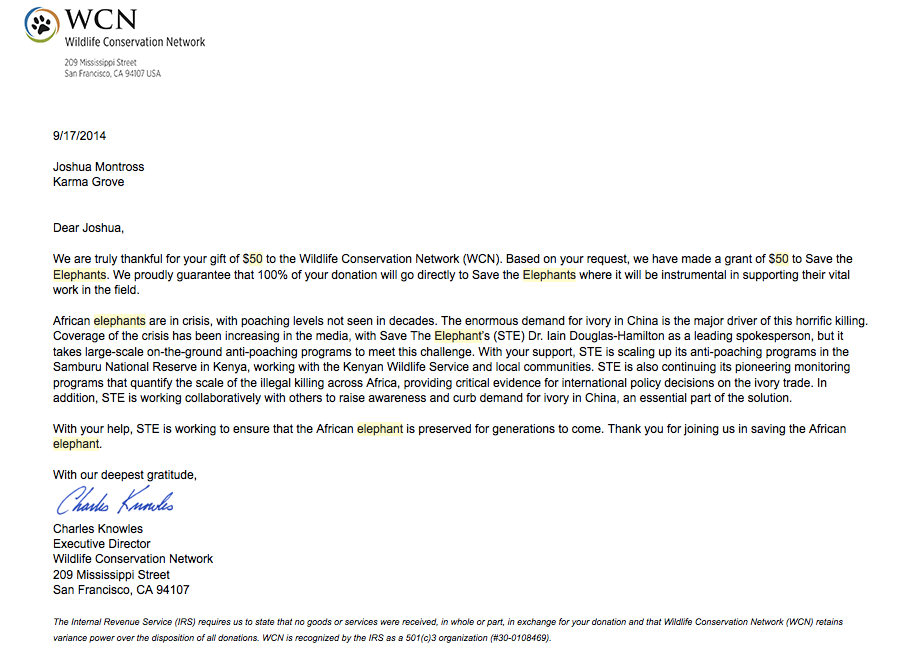 WCN
Wildlife Conservation Network
209 Mississippi Street
San Francisco, CA 94107 USA
9/17/2014
Joshua Montross
Karma Grove
Dear Joshua,
We are truly thankful for your gift of $50 to the Wildlife Conservation Network (WCN). Based on your request, we have made a grant of $50 to Save the
Elephants. We proudly guarantee that 100% of your donation will go directly to Save the Elephants where it will be instrumental in supporting their vital
work in the field.
African elephants are in crisis, with poaching levels not seen in decades. The enormous demand for ivory in China is the major driver of this horrific killing.
Coverage of the crisis has been increasing in the media, with Save The Elephant's (STE) Dr. Iain Douglas-Hamilton as a leading spokesperson, but it
takes large-scale on-the-ground anti-poaching programs to meet this challenge. With your support, STE is scaling up its anti-poaching programs in the
Samburu National Reserve in Kenya, working with the Kenyan Wildlife Service and local communities. STE is also continuing its pioneering monitoring
programs that quantify the scale of the illegal killing across Africa, providing critical evidence for international policy decisions on the ivory trade. In
addition, STE is working collaboratively with others to raise awareness and curb demand for ivory in China, an essential part of the solution.
With your help, STE is working to ensure that the African elephant is preserved for generations to come. Thank you for joining us in saving the African
elephant.
With our deepest gratitude,
Charles Knowles
Charles Knowles
Executive Director
Wildlife Conservation Network
209 Mississippi Street
San Francisco, CA 94107
The Internal Revenue Service (IRS) requires us to state that no goods or services were received, in whole or part, in exchange for your donation and that Wildlife Conservation Network (WCN) retains
variance power over the disposition of all donations. WCN is recognized by the IRS as a 501(c)3 organization (#30-0108469).